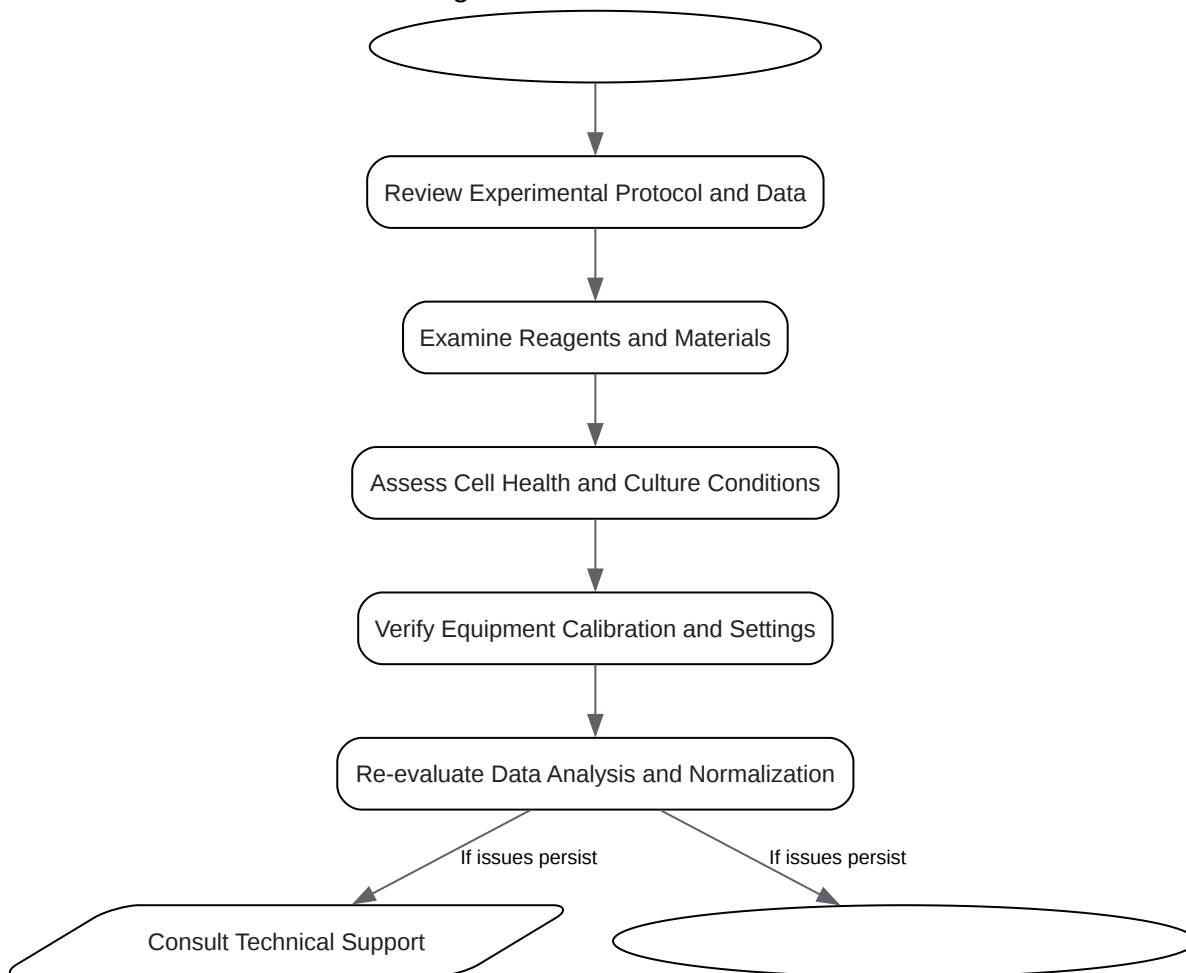 Review Experimental Protocol and Data
Examine Reagents and Materials
Assess Cell Health and Culture Conditions
Verify Equipment Calibration and Settings
Re-evaluate Data Analysis and Normalization
If issues persist
If issues persist
Consult Technical Support